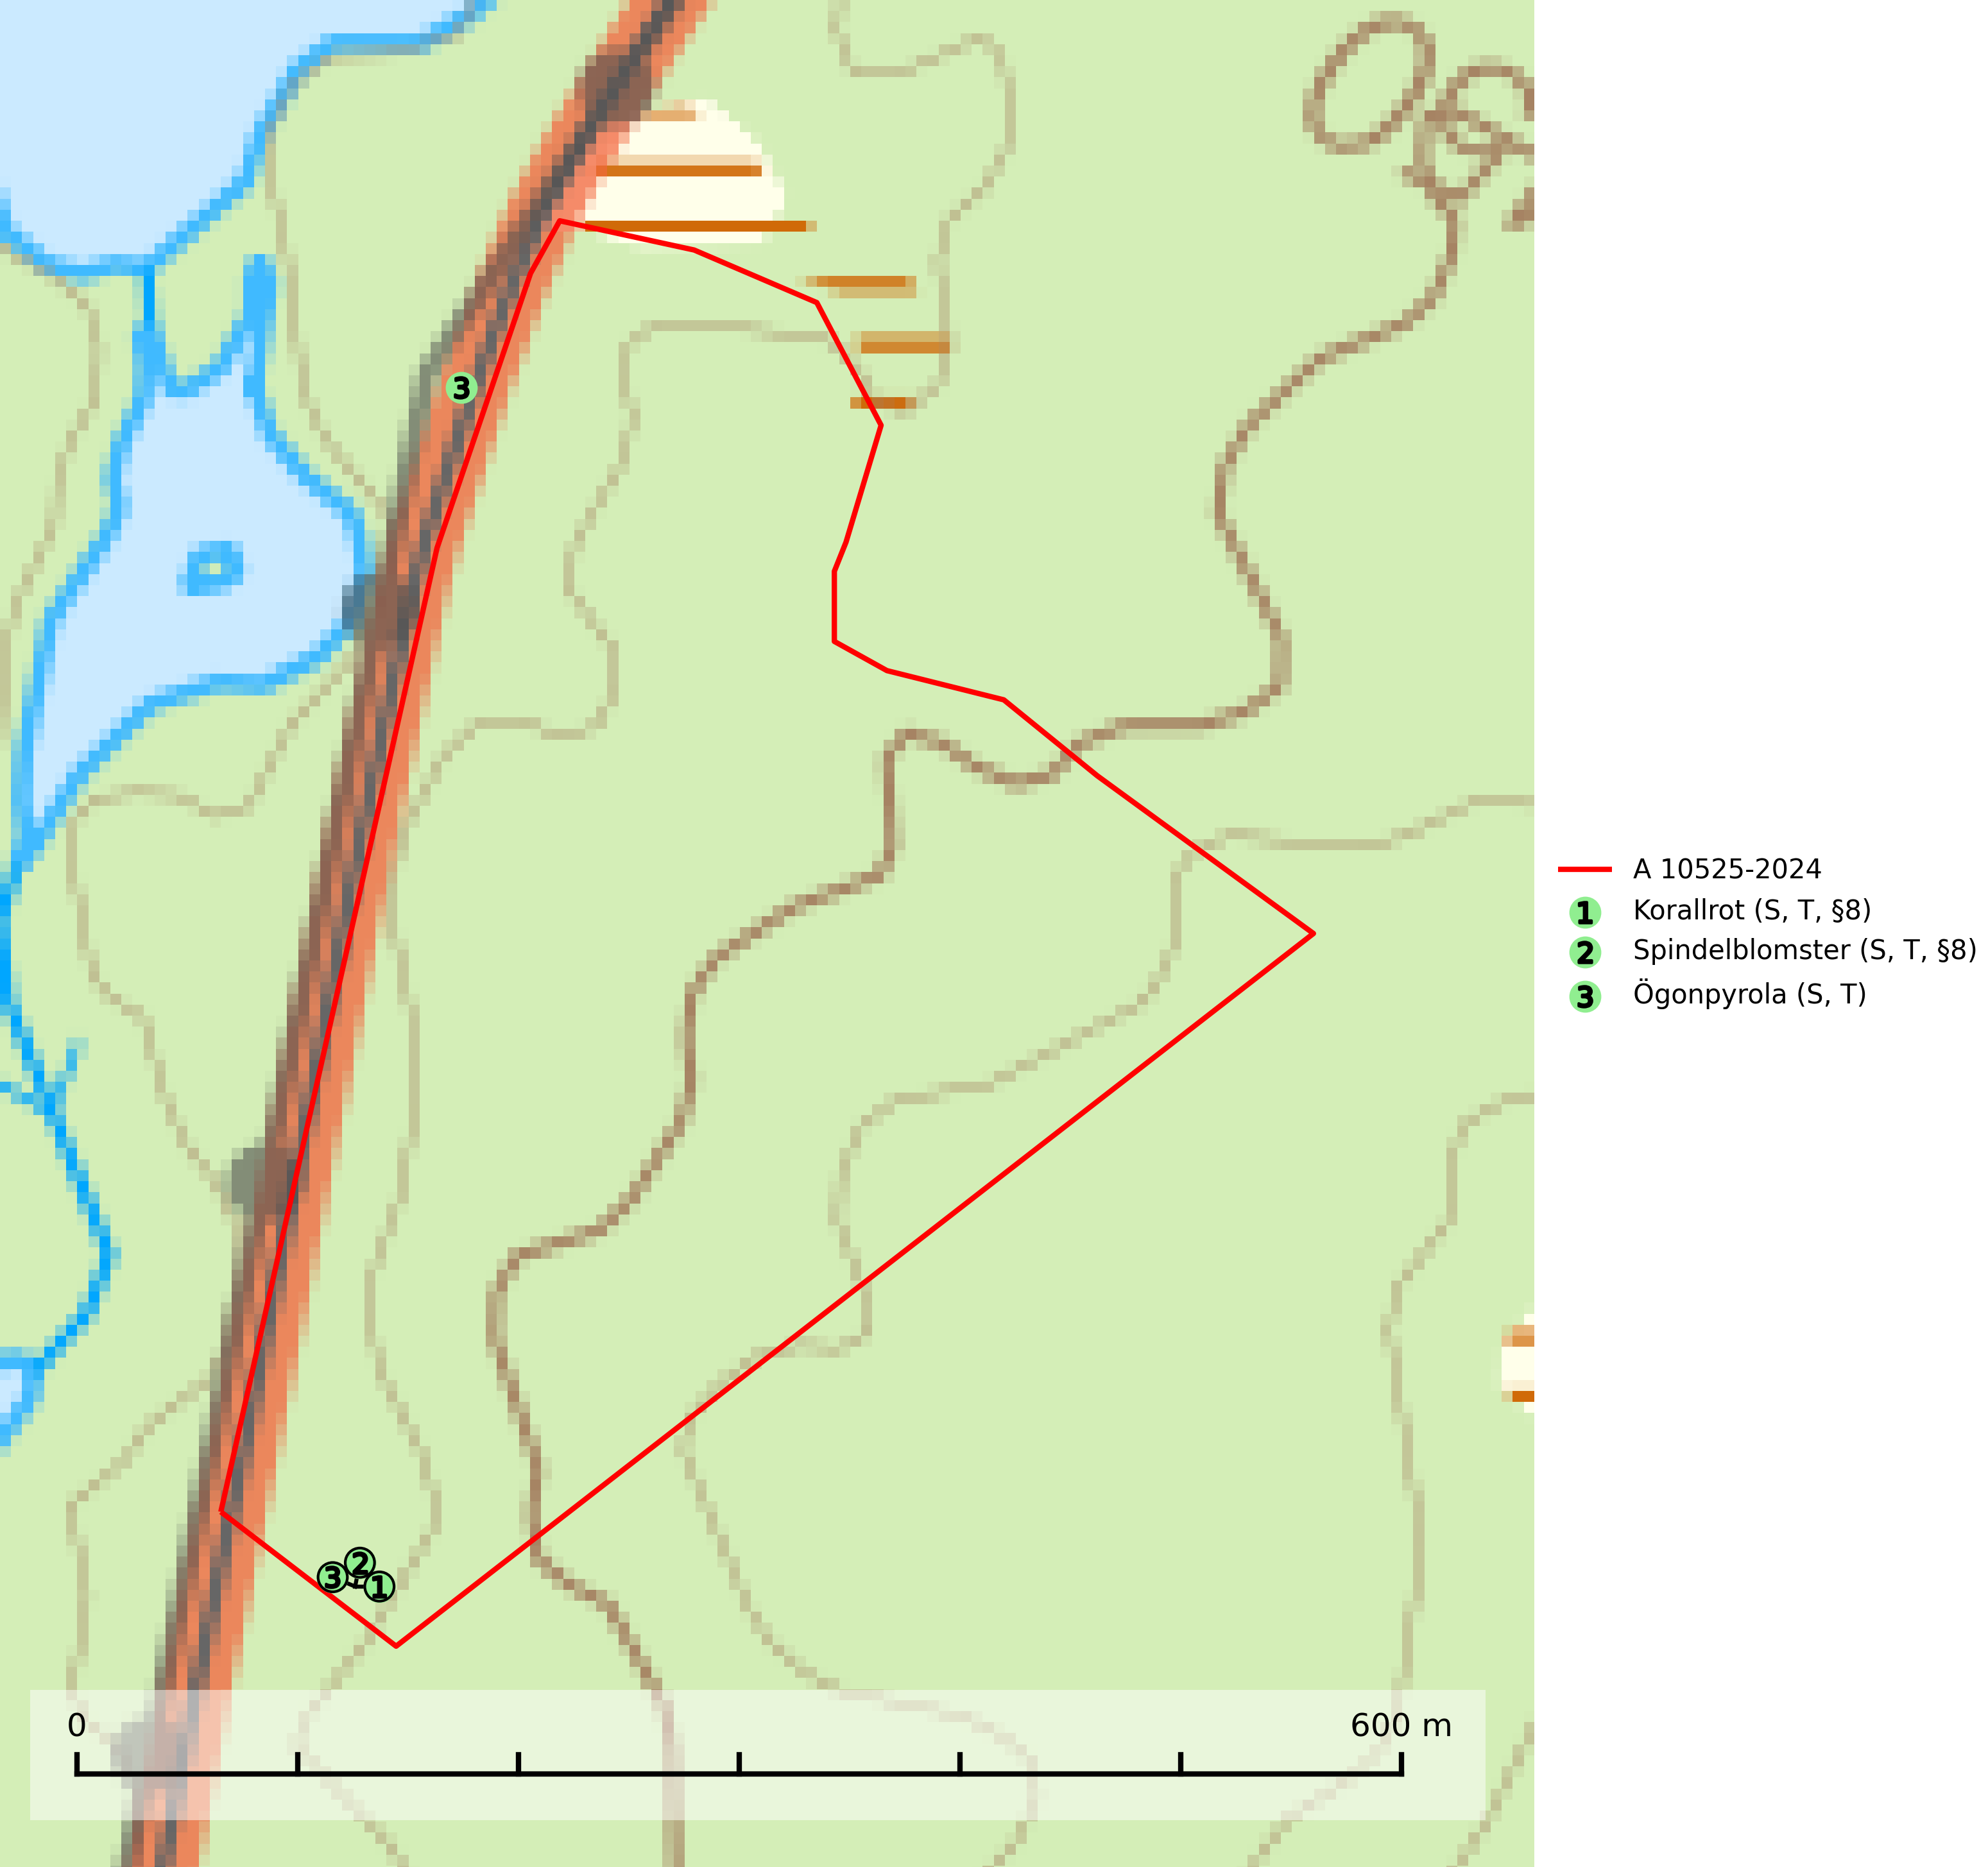 3
A 10525-2024
1 Korallrot (S, T, §8)
2 Spindelblomster (S, T, §8)
3 Ögonpyrola (S, T)
2
3
1
0 600 m